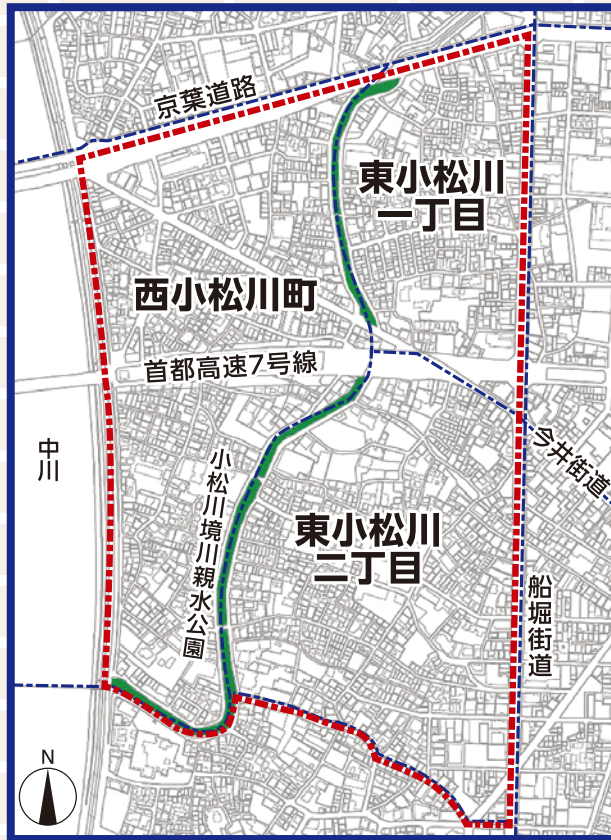 京葉道路
東小松川
一丁目
西小松川町
首都高速7号線
中川
今井街道
小松川境川親水公園
東小松川
二丁目
船堀街道
N